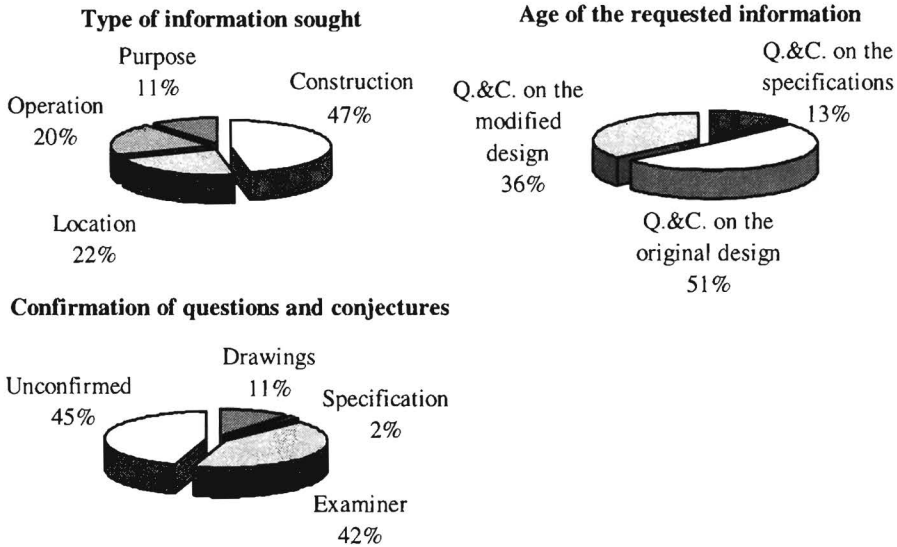 Type of information sought
Purpose
11%
Construction
47%
Operation
20%
Location
22%
Age of the requested information
Q.&C. on the
specifications
13%
Q.&C. on the
modified
design
36%
Q.&C. on the
original design
51%
Confirmation of questions and conjectures
Drawings
11%
Unconfirmed
45%
Specification
2%
Examiner
42%